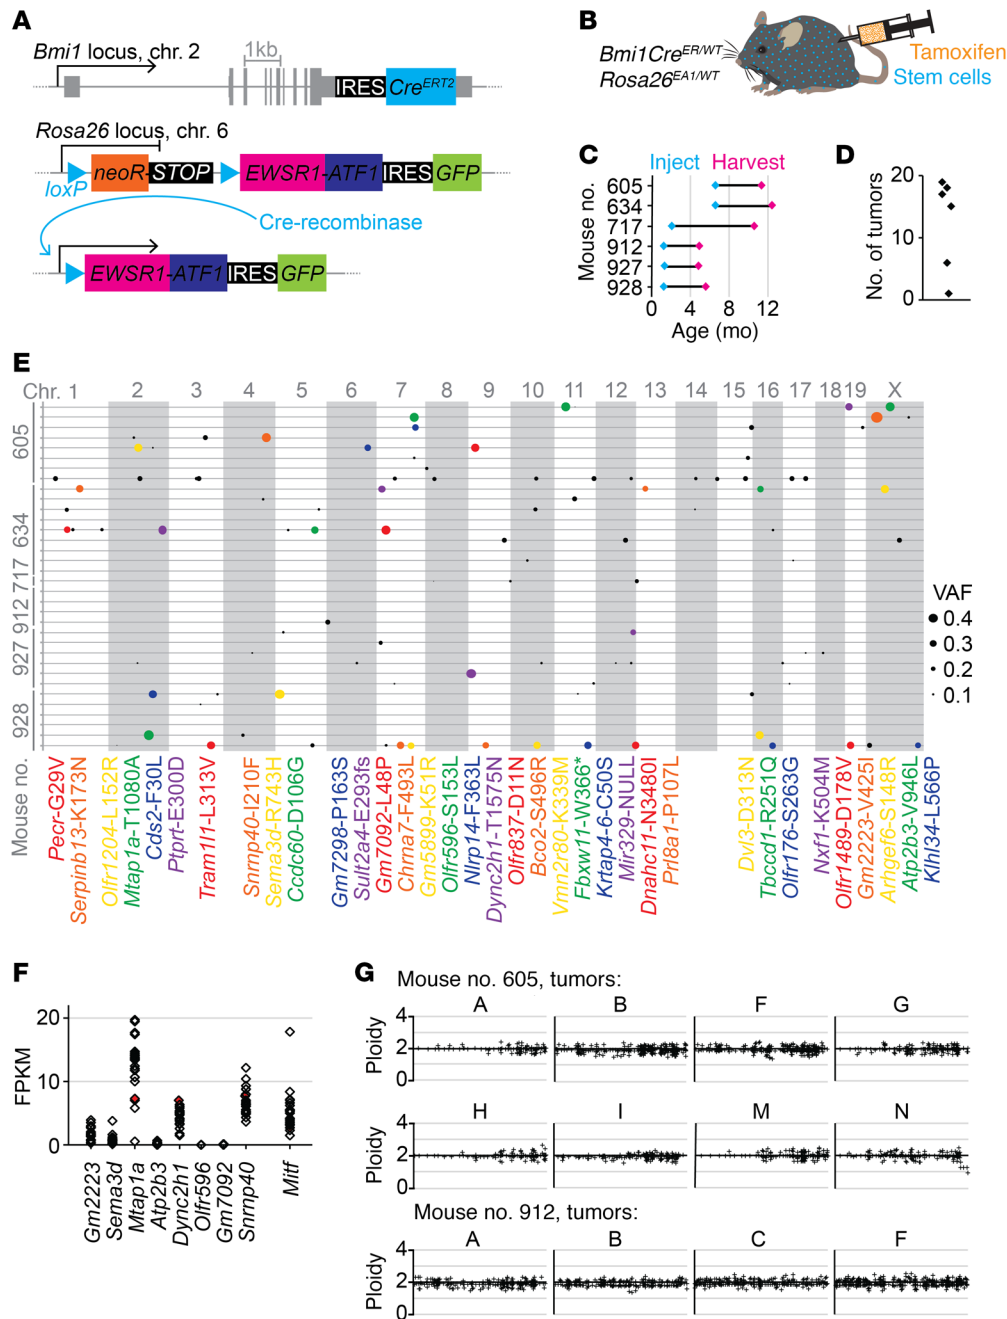 A
Bmi1 locus, chr. 2
1kb
IRES CreERT2
Rosa26 locus, chr. 6
neoR-STOP EWSR1-ATF1 IRES GFP
loxP
Cre-recombinase
EWSR1-ATF1 IRES GFP
B
Bmi1CreER/WT
Rosa26EA1/WT
Tamoxifen
Stem cells
C
Inject Harvest
Mouse no.
605
634
717
912
927
928
0 4 8 12
Age (mo)
D
No. of tumors
20
10
0
E
Chr. 1 2 3 4 5 6 7 8 9 10 11 12 13 14 15 16 17 18 19 X
605
634
717
912
927
928
Mouse no.
VAF
0.4
0.3
0.2
0.1
Pecr-G29V
Serpinb13-K173N
Olfr1204-L152R
Mtap1a-T1080A
Cds2-F30L
Ptprt-E300D
Tram1l1-L313V
Snrnp40-I210F
Sema3d-R743H
Ccdc60-D106G
Gm7298-P163S
Sult2a4-E293fs
Gm7092-L48P
Chrna7-F493L
Gm5899-K51R
Olfr596-S153L
Nlrp14-F363L
Dync2h1-T1575N
Olfr837-D11N
Bco2-S496R
Vmn2r80-K339M
Fbxw11-W366*
Krtap4-6-C50S
Mir329-NULL
Dnahc11-N3480I
Prl8a1-P107L
Dvl3-D313N
Tbccd1-R251Q
Olfr176-S263G
Nxf1-K504M
Olfr1489-D178V
Gm2223-V425I
Arhgef6-S148R
Atp2b3-V946L
Klhl34-L566P
F
FPKM
20
10
0
Gm2223
Sema3d
Mtap1a
Atp2b3
Dync2h1
Olfr596
Gm7092
Snrnp40
Mitf
G
Mouse no. 605, tumors:
A B F G
Ploidy
4
2
0
H I M N
Ploidy
4
2
0
Mouse no. 912, tumors:
A B C F
Ploidy
4
2
0